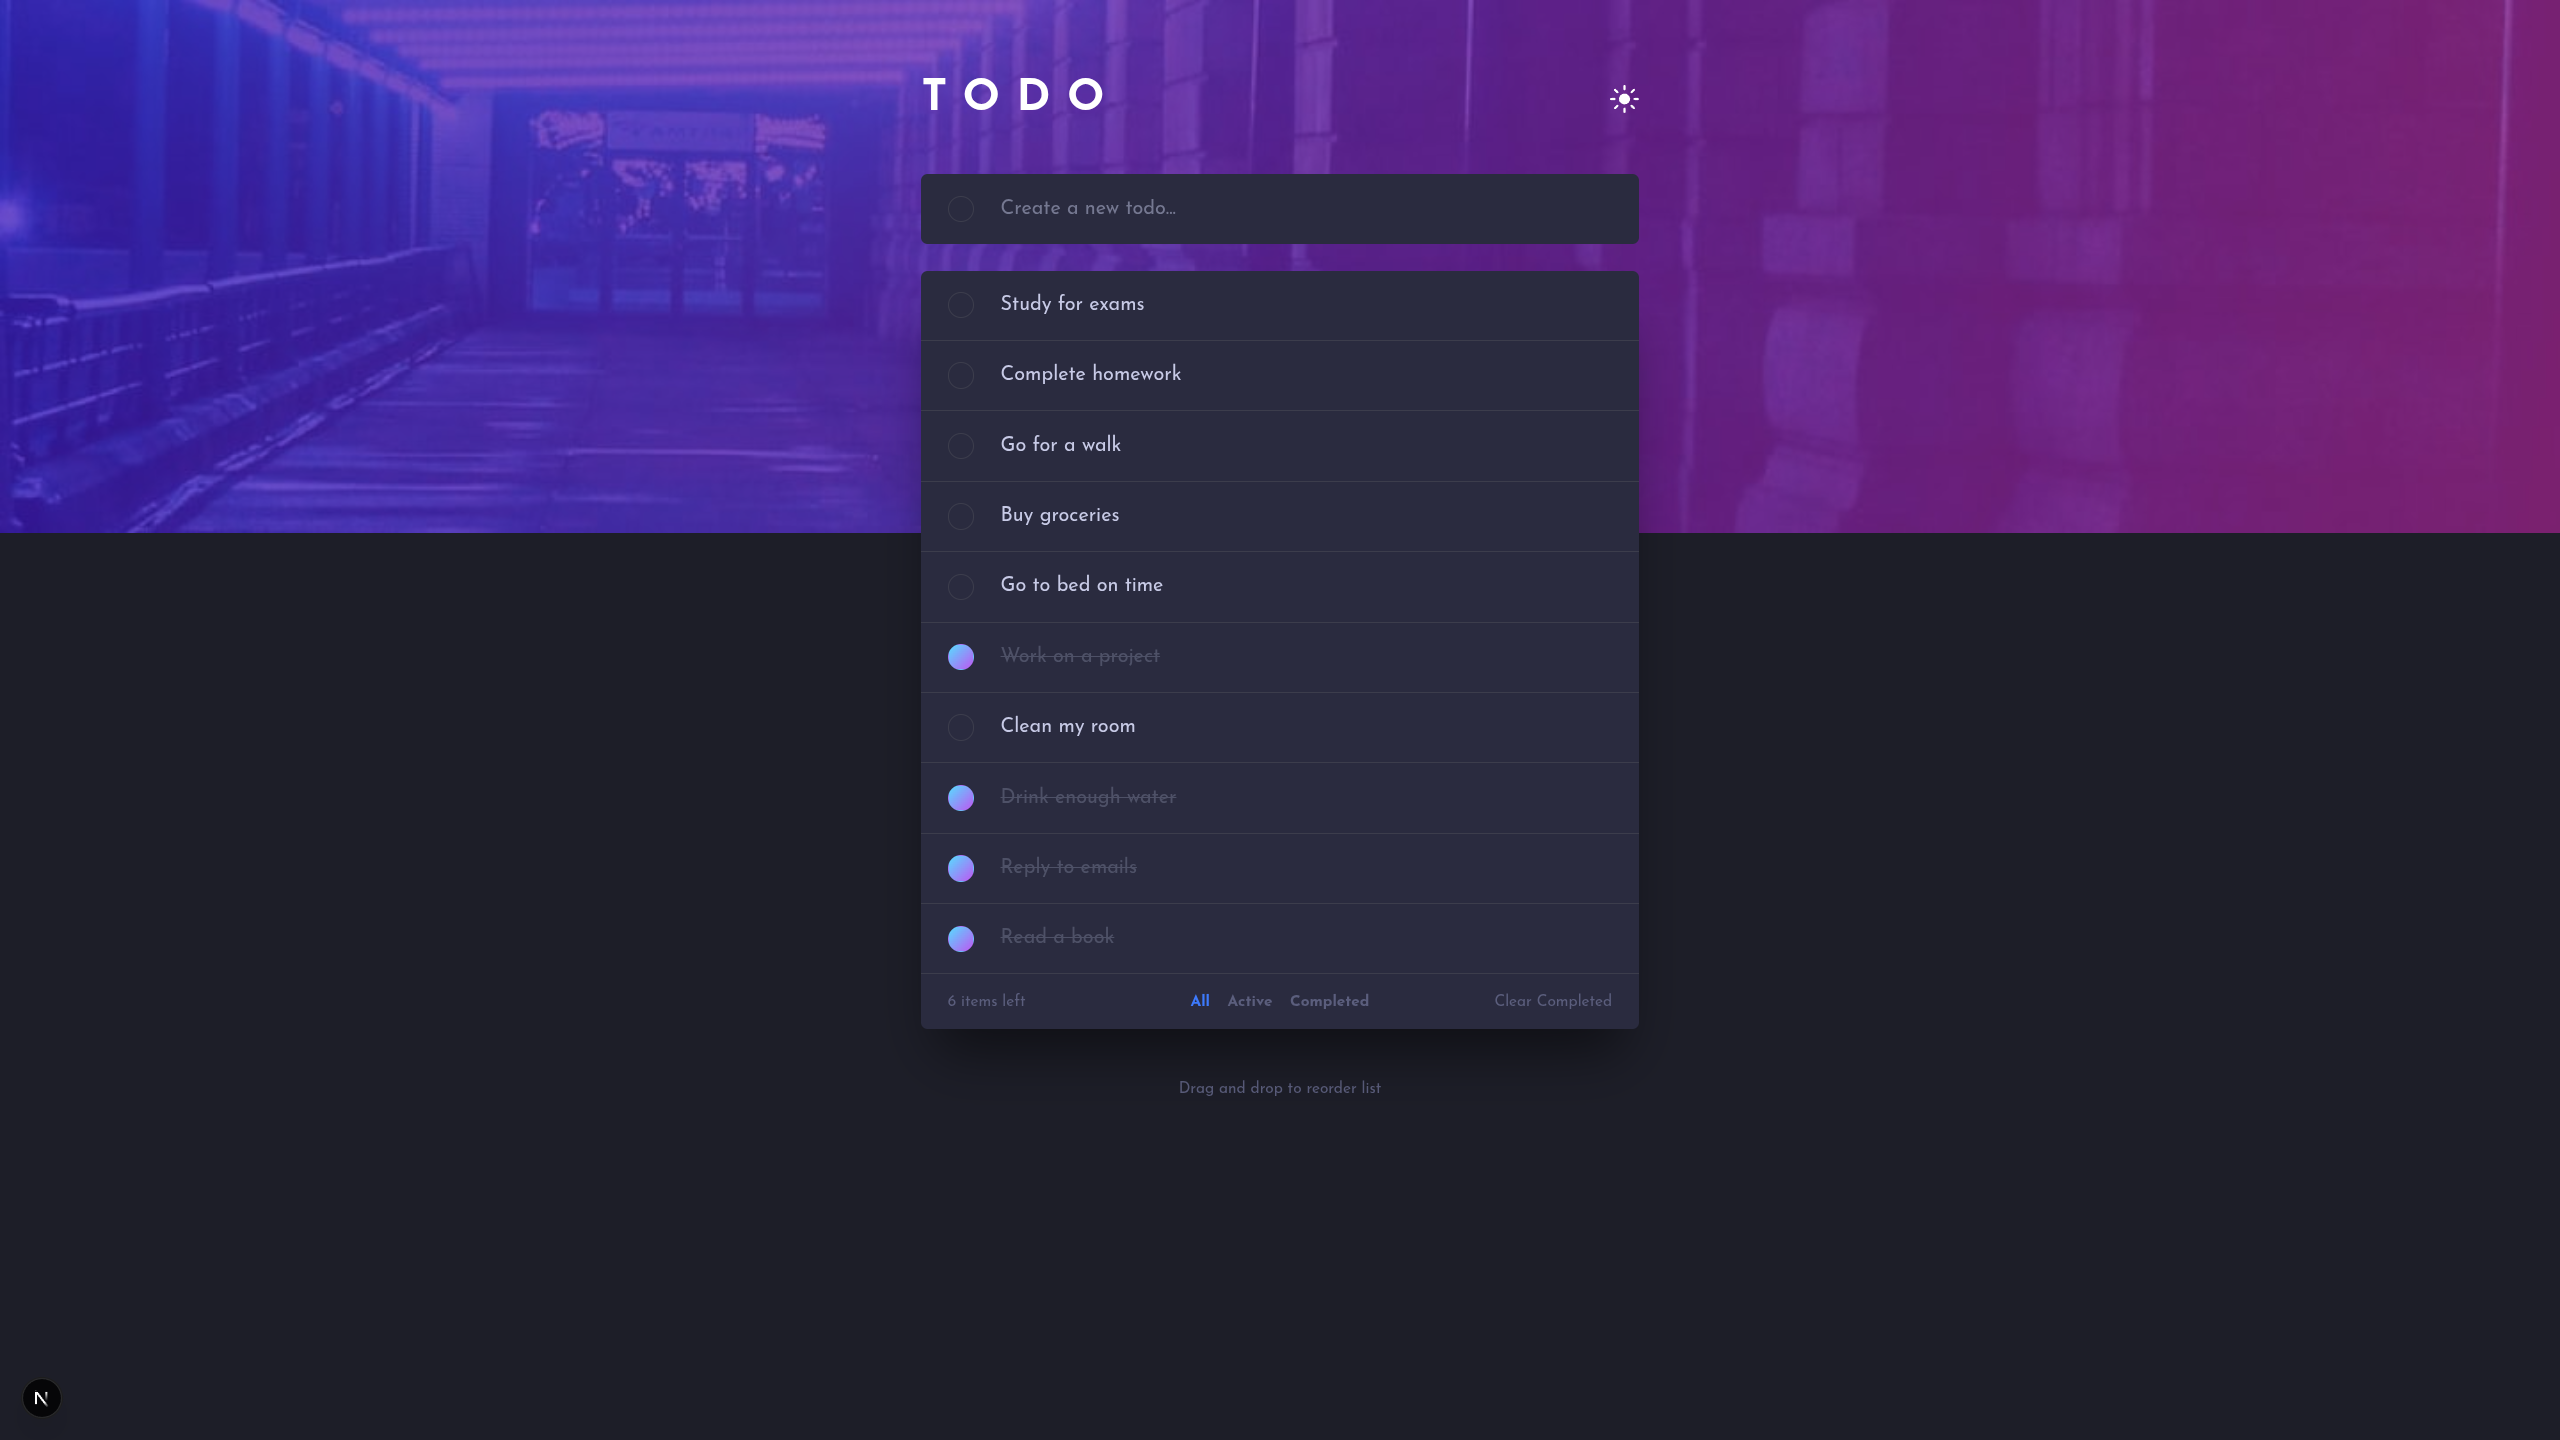 TODO
Create a new todo...
Study for exams
Complete homework
Go for a walk
Buy groceries
Go to bed on time
Work on a project
Clean my room
Drink enough water
Reply to emails
Read a book
6 items left All Active Completed Clear Completed
Drag and drop to reorder list
N